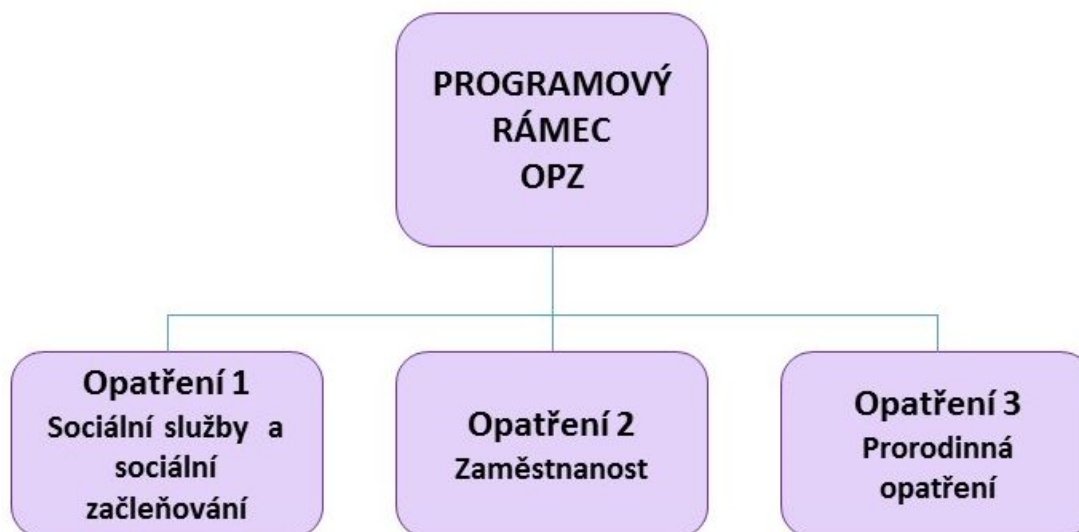 PROGRAMOVÝ
RÁMEC
OPZ
Opatření 1
Sociální služby a
sociální
začleňování
Opatření 2
Zaměstnanost
Opatření 3
Prorodinná
opatření